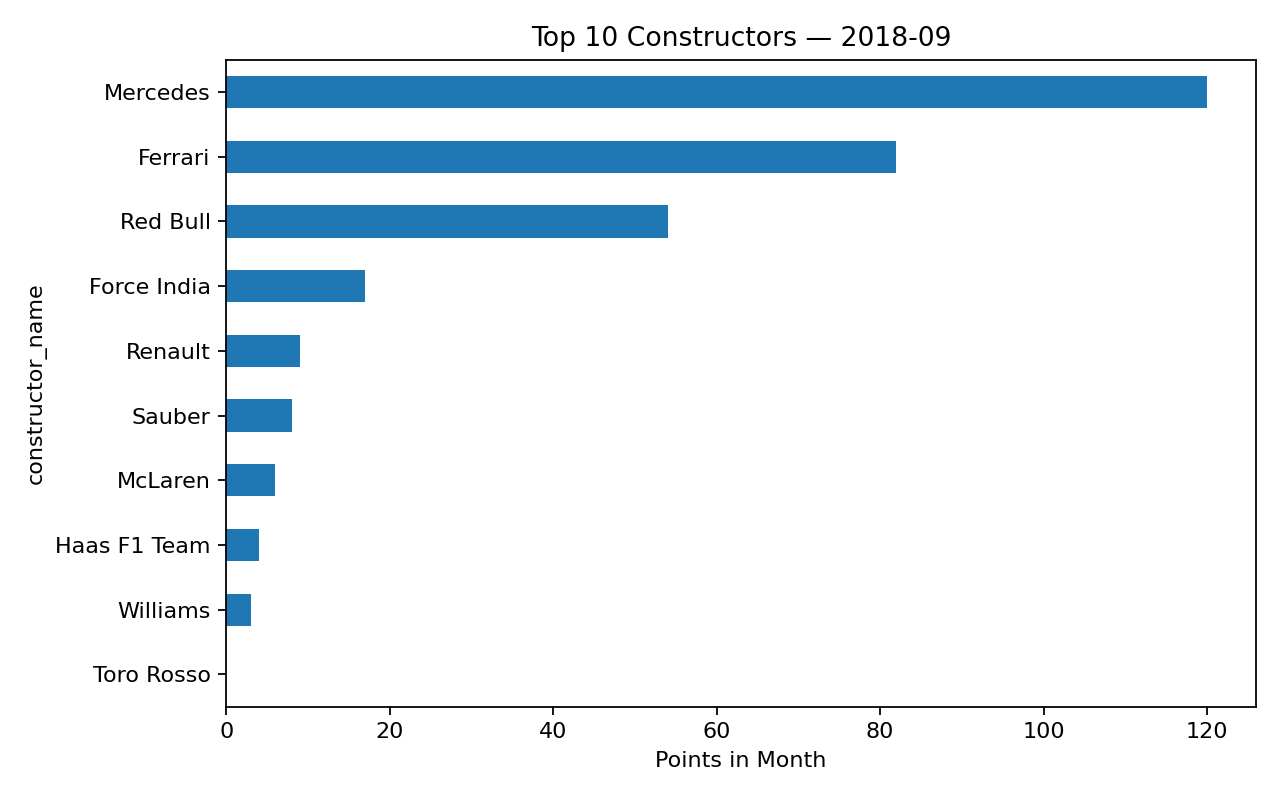 Top 10 Constructors — 2018-09
constructor_name
Mercedes
Ferrari
Red Bull
Force India
Renault
Sauber
McLaren
Haas F1 Team
Williams
Toro Rosso
0 20 40 60 80 100 120
Points in Month